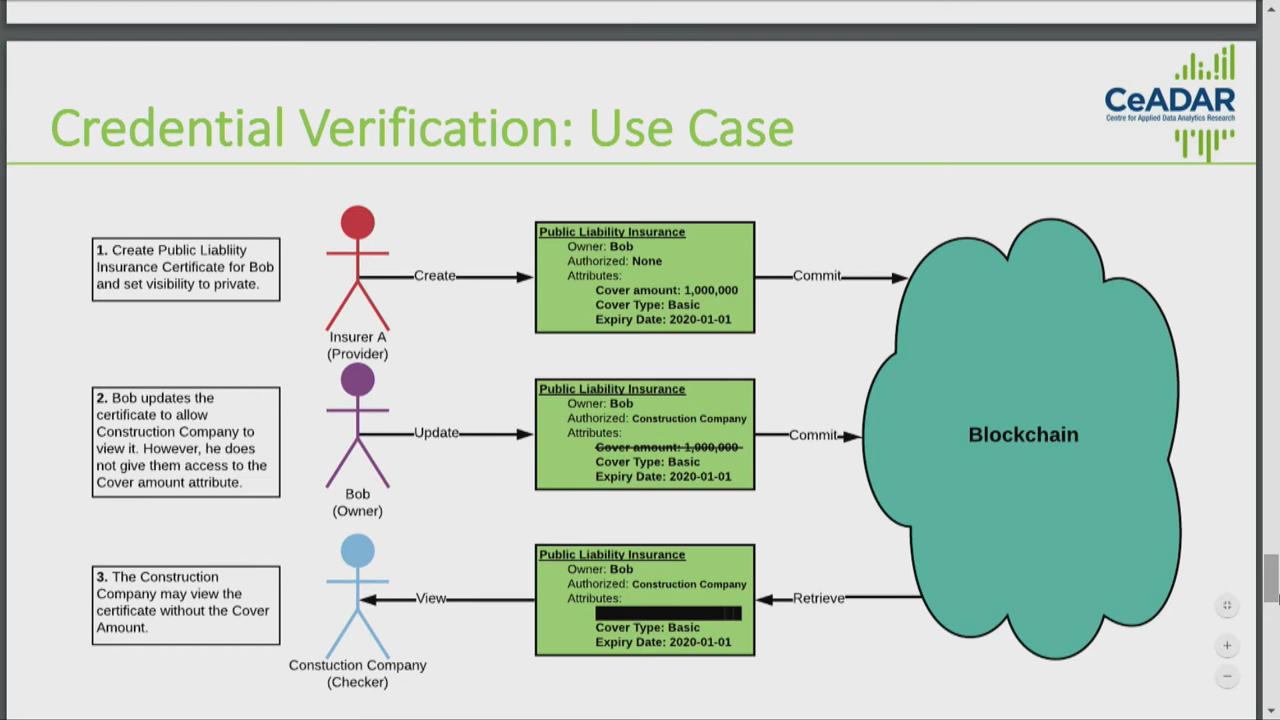 CeADAR
Centre for Applied Data Analytics Research
Credential Verification: Use Case
1. Create Public Liabliity
Insurance Certificate for Bob
and set visibility to private.
Insurer A
(Provider)
Create
Public Liability Insurance
Owner: Bob
Authorized: None
Attributes:
Cover amount: 1,000,000
Cover Type: Basic
Expiry Date: 2020-01-01
Commit
2. Bob updates the
certificate to allow
Construction Company to
view it. However, he does
not give them access to the
Cover amount attribute.
Bob
(Owner)
Update
Public Liability Insurance
Owner: Bob
Authorized: Construction Company
Attributes:
Cover amount: 1,000,000
Cover Type: Basic
Expiry Date: 2020-01-01
Commit
Blockchain
3. The Construction
Company may view the
certificate without the Cover
Amount.
Constuction Company
(Checker)
View
Public Liability Insurance
Owner: Bob
Authorized: Construction Company
Attributes:
Cover Type: Basic
Expiry Date: 2020-01-01
Retrieve